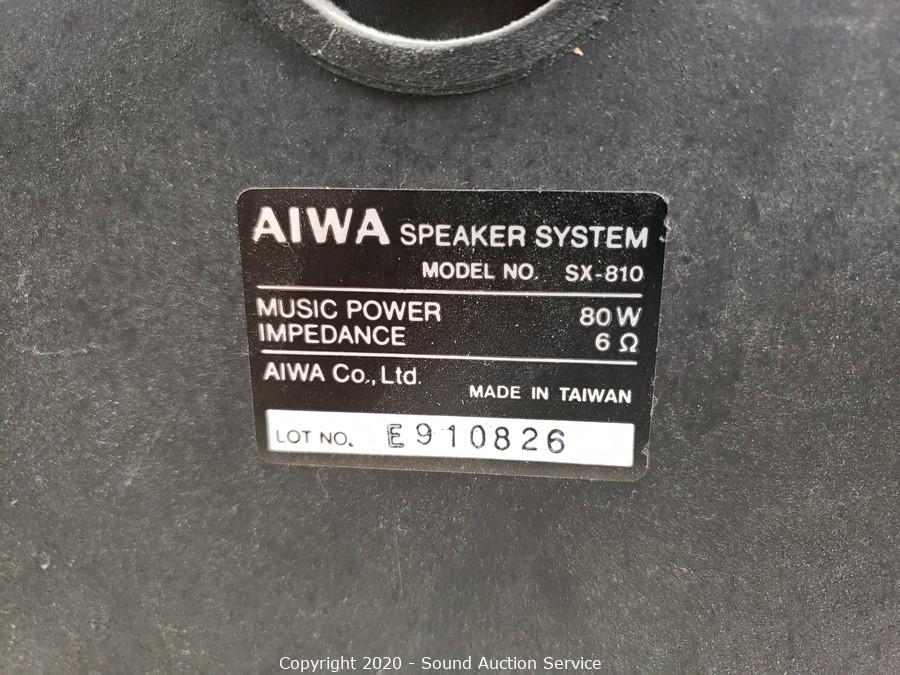 AIWA SPEAKER SYSTEM
MODEL NO. SX-810
MUSIC POWER 80W
IMPEDANCE 6 Ω
AIWA Co., Ltd.
MADE IN TAIWAN
LOT NO. E910826
Copyright 2020 - Sound Auction Service